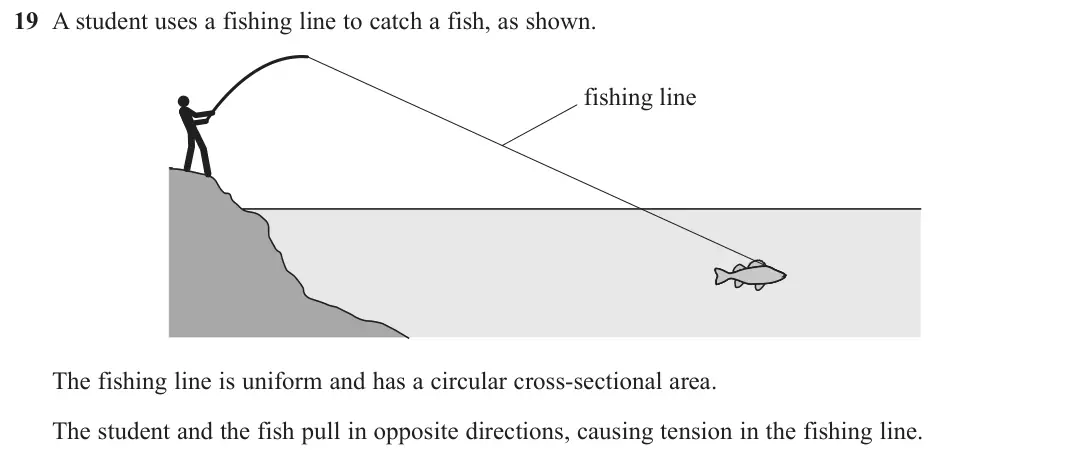 19 A student uses a fishing line to catch a fish, as shown.
fishing line
The fishing line is uniform and has a circular cross-sectional area.
The student and the fish pull in opposite directions, causing tension in the fishing line.